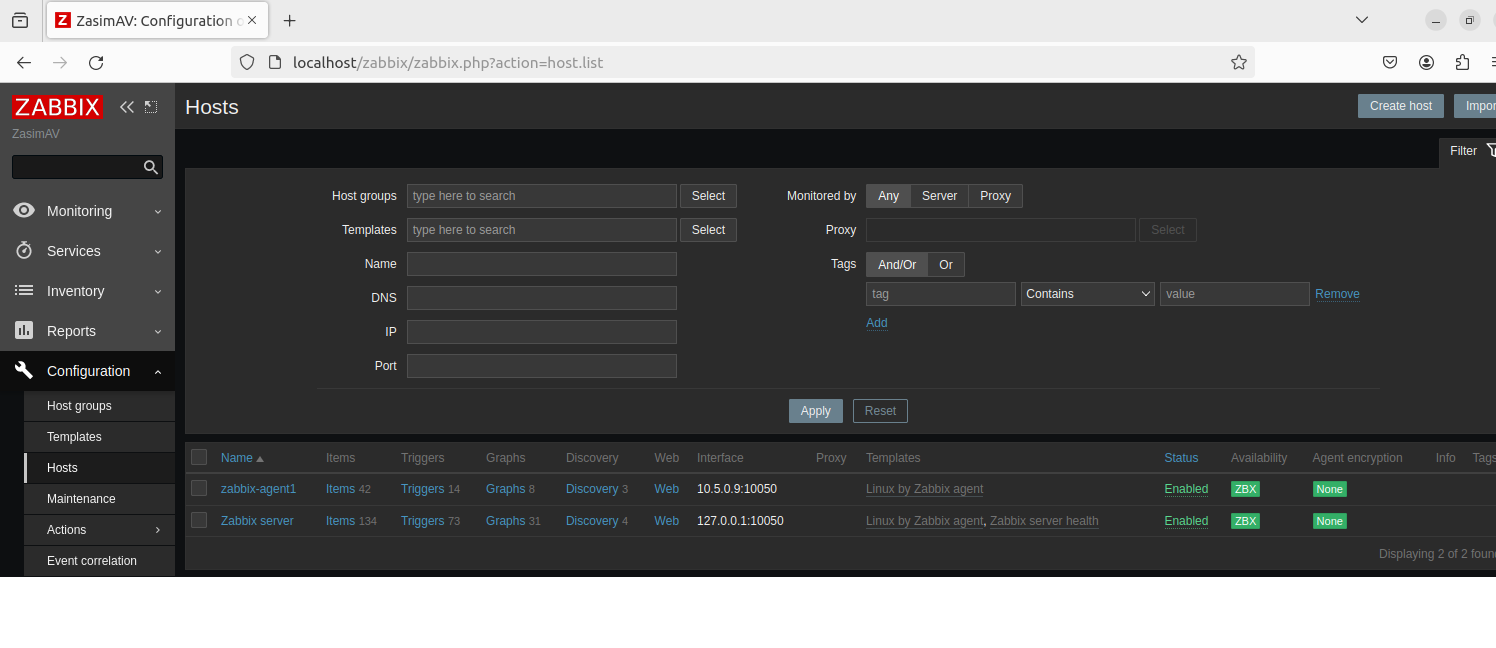 ZasimAV: Configuration o
localhost/zabbix/zabbix.php?action=host.list
ZABBIX
ZasimAV
Monitoring
Services
Inventory
Reports
Configuration
Host groups
Templates
Hosts
Maintenance
Actions
Event correlation
Hosts
Create host
Impor
Filter
Host groups type here to search Select
Templates type here to search Select
Name
DNS
IP
Port
Monitored by Any Server Proxy
Proxy Select
Tags And/Or Or
tag Contains value Remove
Add
Apply Reset
Name Items Triggers Graphs Discovery Web Interface Proxy Templates Status Availability Agent encryption Info Tags
zabbix-agent1 Items 42 Triggers 14 Graphs 8 Discovery 3 Web 10.5.0.9:10050 Linux by Zabbix agent Enabled ZBX None
Zabbix server Items 134 Triggers 73 Graphs 31 Discovery 4 Web 127.0.0.1:10050 Linux by Zabbix agent, Zabbix server health Enabled ZBX None
Displaying 2 of 2 foun